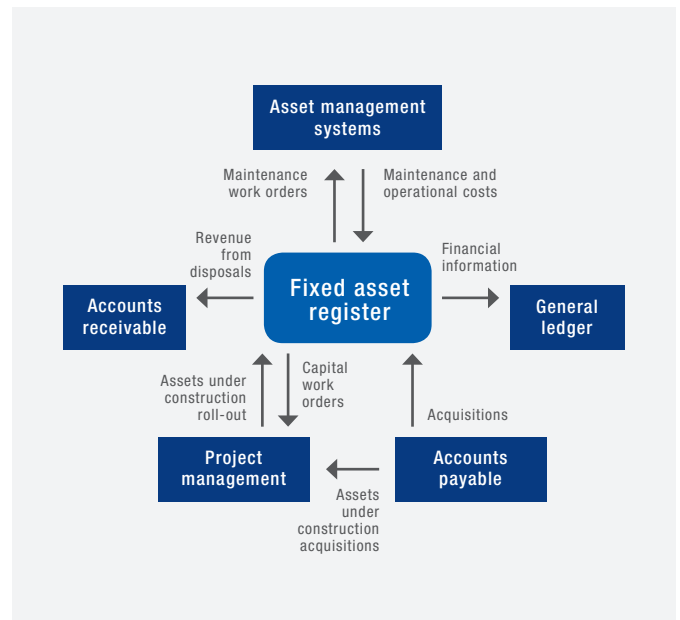 Asset management
systems
Maintenance
work orders
Maintenance and
operational costs
Revenue
from
disposals
Financial
information
Fixed asset
register
Accounts
receivable
General
ledger
Assets under
construction
roll-out
Capital
work
orders
Acquisitions
Project
management
Accounts
payable
Assets
under
construction
acquisitions